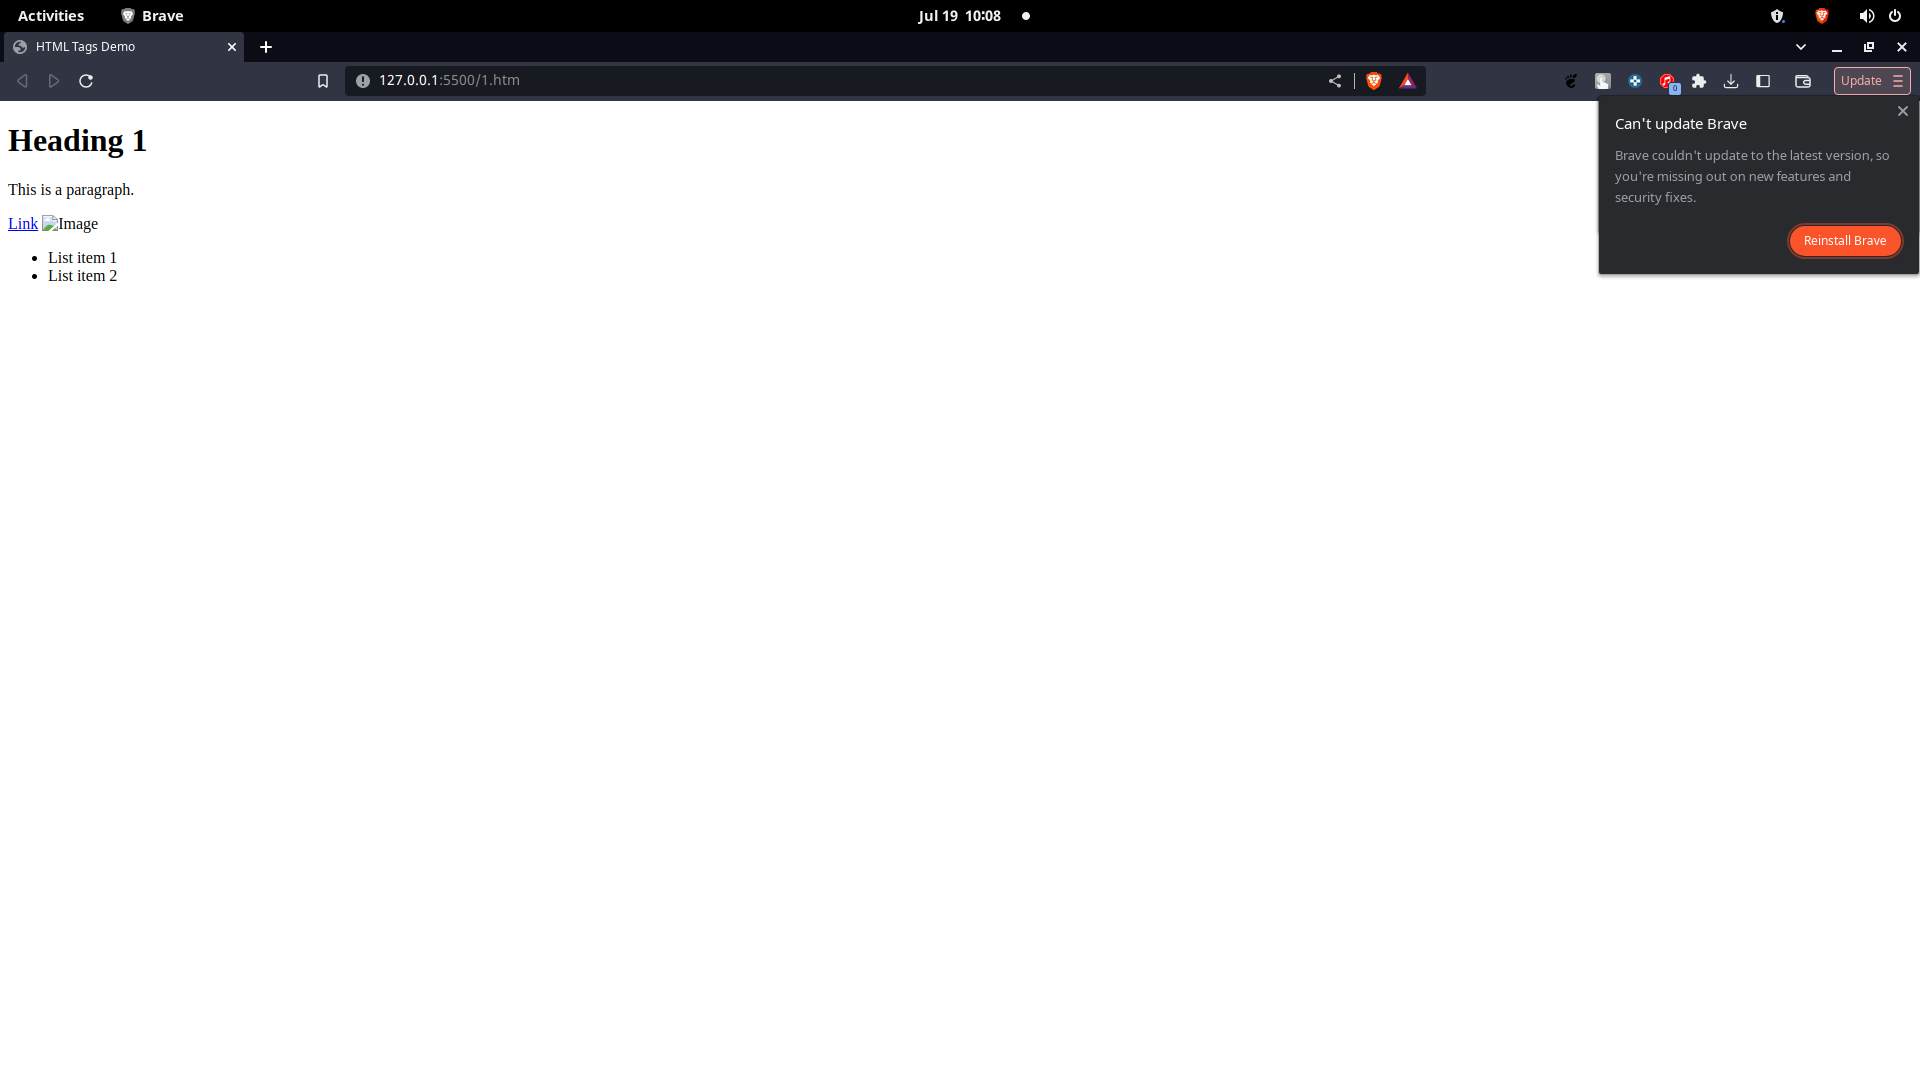 Activities
Brave
Jul 19 10:08
HTML Tags Demo
127.0.0.1:5500/1.htm
0
Update
Heading 1
This is a paragraph.
Link Image
List item 1
List item 2
Can't update Brave
Brave couldn't update to the latest version, so
you're missing out on new features and
security fixes.
Reinstall Brave